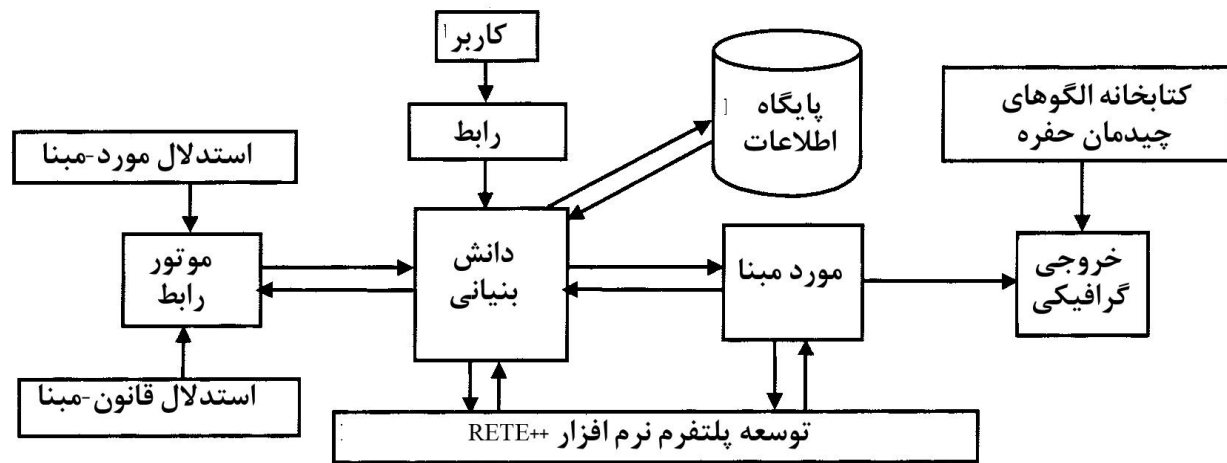 کاربر
رابط
پایگاه
اطلاعات
کتابخانه الگوهای
چیدمان حفره
استدلال مورد-مبنا
موتور
رابط
دانش
بنیانی
مورد مبنا
خروجی
گرافیکی
استدلال قانون-مبنا
توسعه پلتفرم نرم افزار RETE++